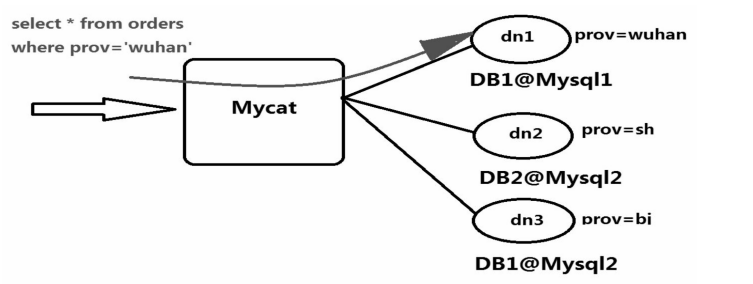 select * from orders
where prov='wuhan'
Mycat
dn1
prov=wuhan
DB1@Mysql1
dn2
prov=sh
DB2@Mysql2
dn3
prov=bi
DB1@Mysql2